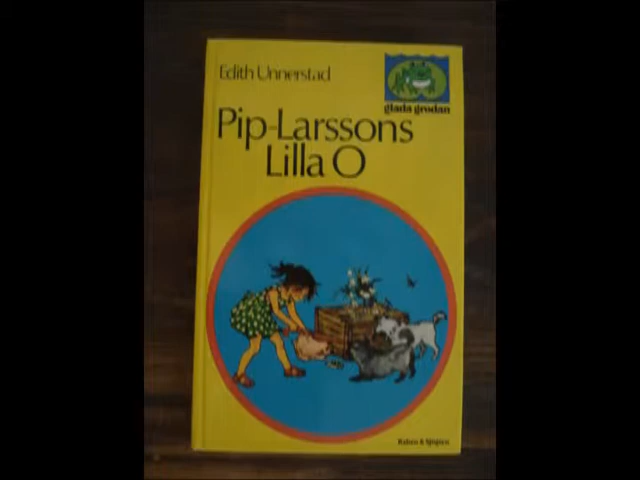 Edith Unnerstad
glada grodan
Pip-Larssons
Lilla O
Rabén & Sjögren